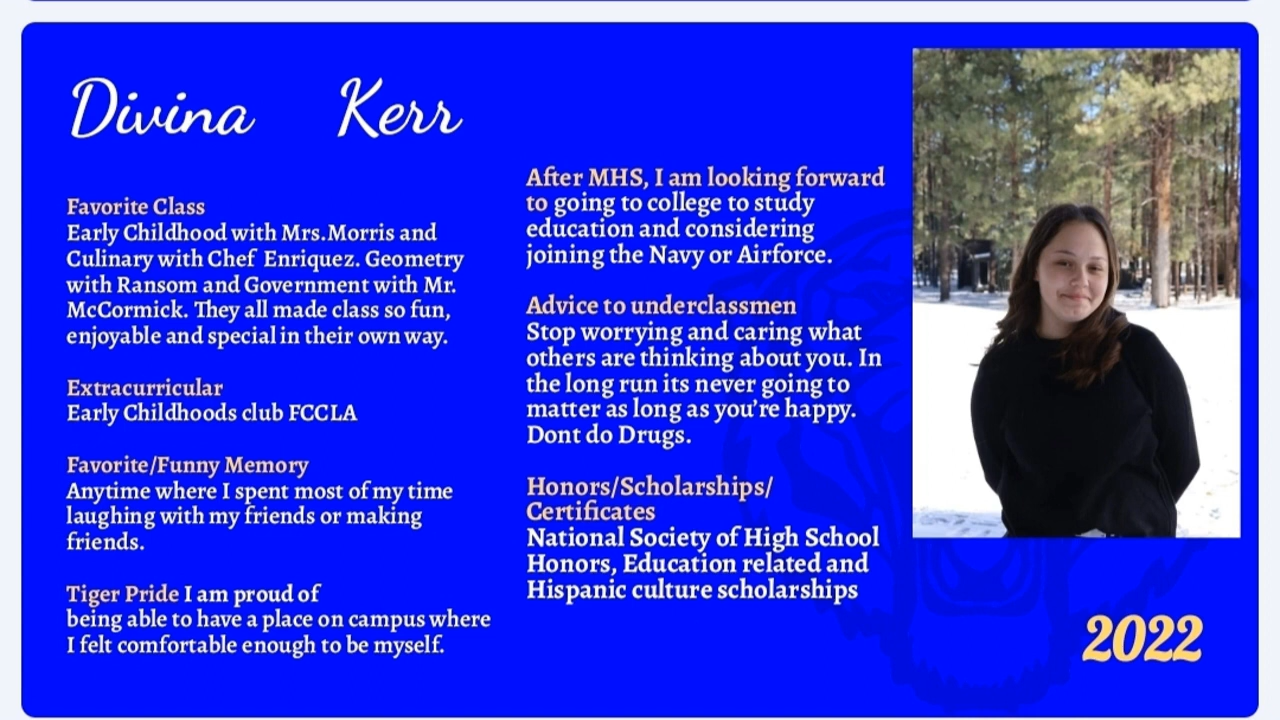 Divina Kerr
Favorite Class
Early Childhood with Mrs.Morris and
Culinary with Chef Enriquez. Geometry
with Ransom and Government with Mr.
McCormick. They all made class so fun,
enjoyable and special in their own way.
Extracurricular
Early Childhoods club FCCLA
Favorite/Funny Memory
Anytime where I spent most of my time
laughing with my friends or making
friends.
Tiger Pride I am proud of
being able to have a place on campus where
I felt comfortable enough to be myself.
After MHS, I am looking forward
to going to college to study
education and considering
joining the Navy or Airforce.
Advice to underclassmen
Stop worrying and caring what
others are thinking about you. In
the long run its never going to
matter as long as you're happy.
Dont do Drugs.
Honors/Scholarships/
Certificates
National Society of High School
Honors, Education related and
Hispanic culture scholarships
2022